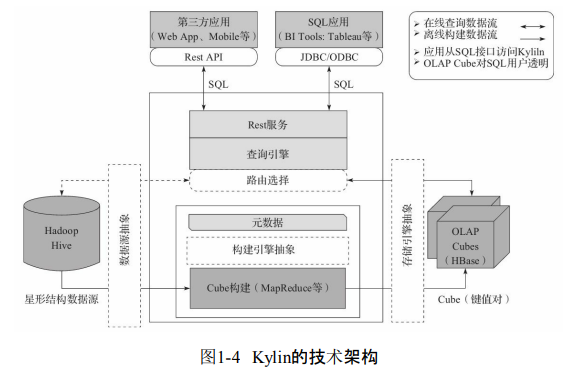 第三方应用
(Web App、Mobile等)
Rest API
SQL应用
(BI Tools: Tableau等)
JDBC/ODBC
在线查询数据流
离线构建数据流
应用从SQL接口访问Kyliln
OLAP Cube对SQL用户透明
SQL
SQL
Rest服务
查询引擎
路由选择
Hadoop
Hive
星形结构数据源
数据源抽象
元数据
构建引擎抽象
Cube构建（MapReduce等）
存储引擎抽象
OLAP
Cubes
（HBase）
Cube（键值对）
图1-4 Kylin的技术架构